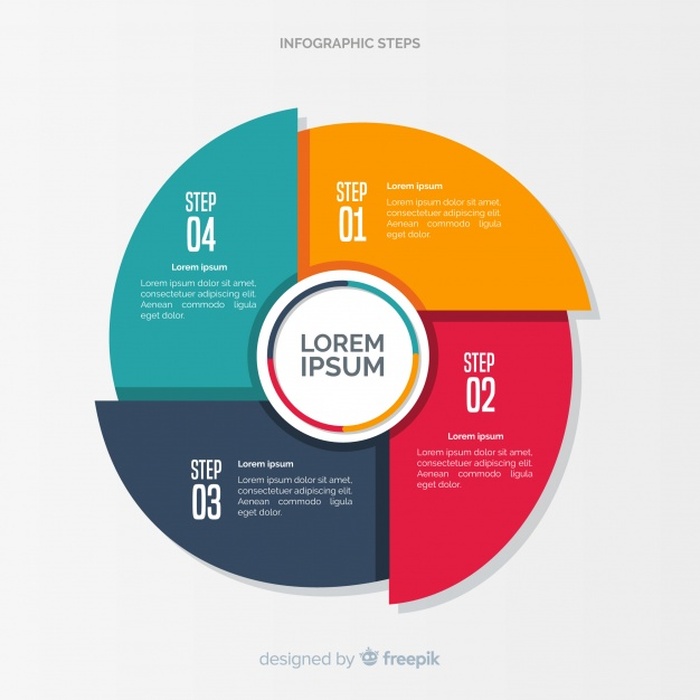 INFOGRAPHIC STEPS
STEP
01
Lorem ipsum
Lorem ipsum dolor sit amet,
consectetuer adipiscing elit.
Aenean commodo ligula
eget dolor.
STEP
02
Lorem ipsum
Lorem ipsum dolor sit amet,
consectetuer adipiscing elit.
Aenean commodo ligula
eget dolor.
STEP
03
Lorem ipsum
Lorem ipsum dolor sit amet,
consectetuer adipiscing elit.
Aenean commodo ligula
eget dolor.
STEP
04
Lorem ipsum
Lorem ipsum dolor sit amet,
consectetuer adipiscing elit.
Aenean commodo ligula
eget dolor.
LOREM
IPSUM
designed by freepik